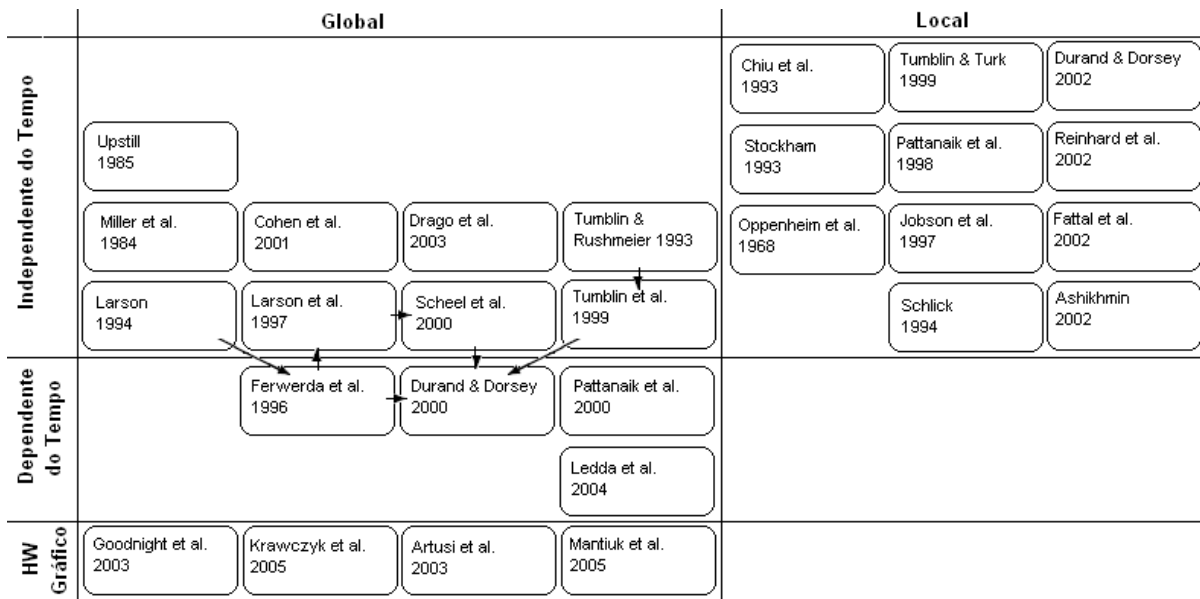 Global
Local
Independente do Tempo
Upstill
1985
Miller et al.
1984
Cohen et al.
2001
Drago et al.
2003
Tumblin &
Rushmeier 1993
Larson
1994
Larson et al.
1997
Scheel et al.
2000
Tumblin et al.
1999
Chiu et al.
1993
Tumblin & Turk
1999
Durand & Dorsey
2002
Stockham
1993
Pattanaik et al.
1998
Reinhard et al.
2002
Oppenheim et al.
1968
Jobson et al.
1997
Fattal et al.
2002
Schlick
1994
Ashikhmin
2002
Dependente
do Tempo
Ferwerda et al.
1996
Durand & Dorsey
2000
Pattanaik et al.
2000
Ledda et al.
2004
HW
Gráfico
Goodnight et al.
2003
Krawczyk et al.
2005
Artusi et al.
2003
Mantiuk et al.
2005